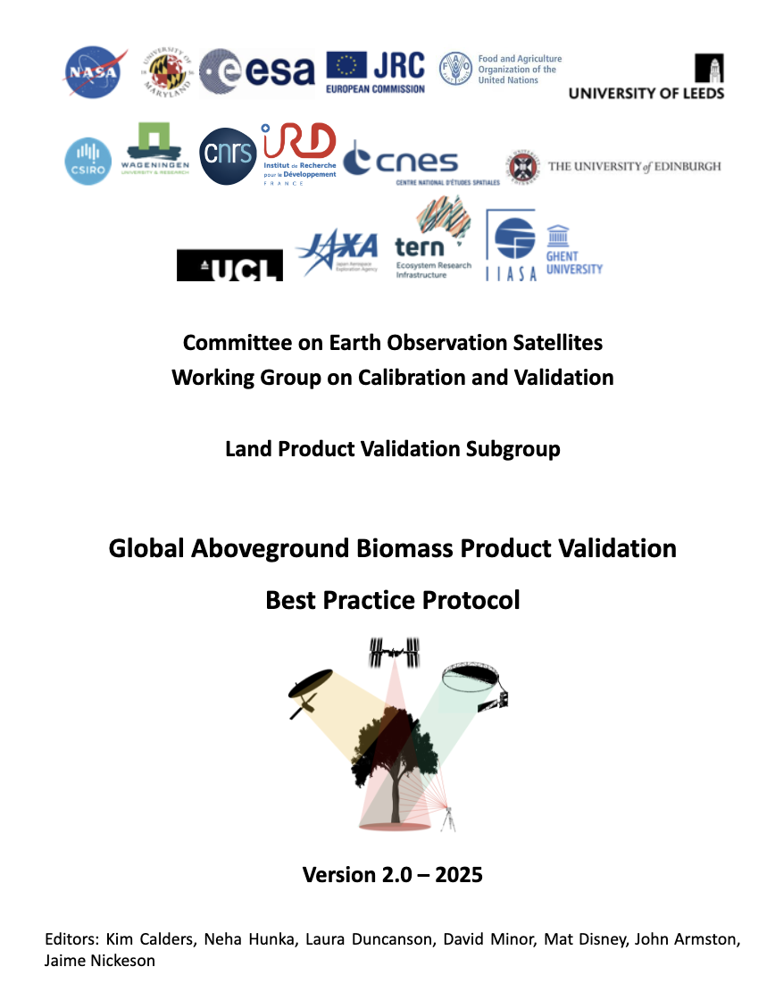 NASA
UNIVERSITY OF MARYLAND
18 56
esa
JRC
EUROPEAN COMMISSION
FAO
FIAT PANIS
Food and Agriculture
Organization of the
United Nations
UNIVERSITY OF LEEDS
CSIRO
WAGENINGEN
UNIVERSITY & RESEARCH
cnrs
IRD
Institut de Recherche
pour le Développement
FRANCE
cnes
CENTRE NATIONAL D'ÉTUDES SPATIALES
THE UNIVERSITY of EDINBURGH
UCL
JAXA
Japan Aerospace
Exploration Agency
tern
Ecosystem Research
Infrastructure
IIASA
GHENT
UNIVERSITY
Committee on Earth Observation Satellites
Working Group on Calibration and Validation
Land Product Validation Subgroup
Global Aboveground Biomass Product Validation
Best Practice Protocol
Version 2.0 – 2025
Editors: Kim Calders, Neha Hunka, Laura Duncanson, David Minor, Mat Disney, John Armston,
Jaime Nickeson